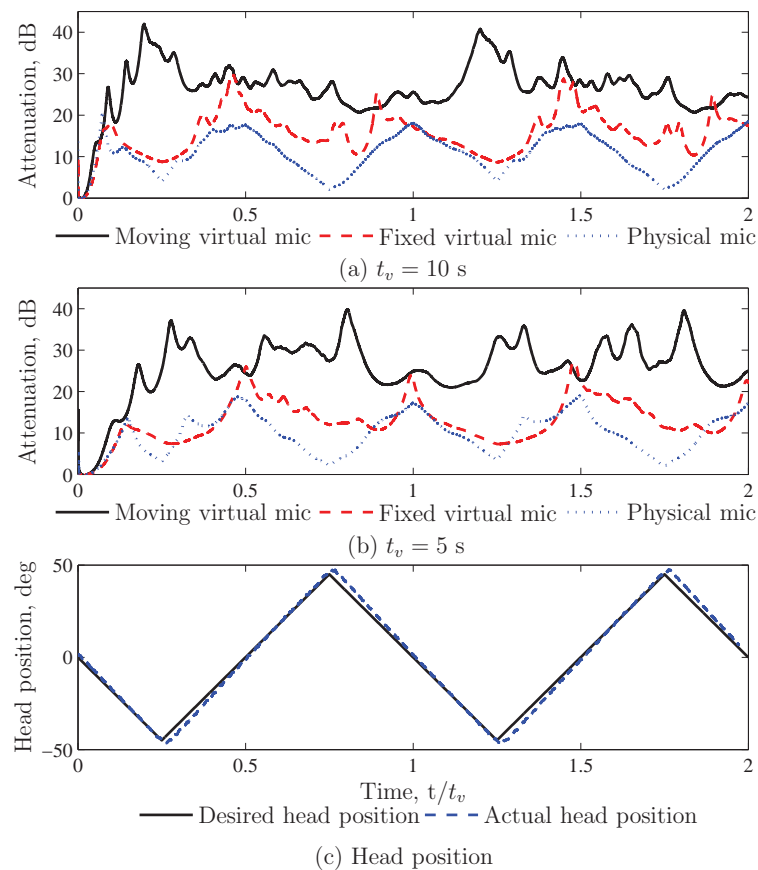 Attenuation, dB
40
30
20
10
0
0
0.5
1
1.5
2
Moving virtual mic
Fixed virtual mic
Physical mic
(a) t_v = 10 s
Attenuation, dB
40
30
20
10
0
0
0.5
1
1.5
2
Moving virtual mic
Fixed virtual mic
Physical mic
(b) t_v = 5 s
Head position, deg
50
0
−50
0
0.5
1
1.5
2
Time, t/t_v
Desired head position
Actual head position
(c) Head position